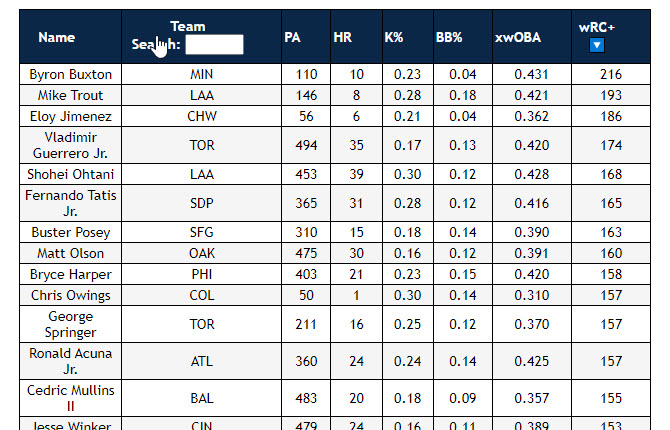 Name Team Search: PA HR K% BB% xwOBA wRC+
Byron Buxton MIN 110 10 0.23 0.04 0.431 216
Mike Trout LAA 146 8 0.28 0.18 0.421 193
Eloy Jimenez CHW 56 6 0.21 0.04 0.362 186
Vladimir
Guerrero Jr. TOR 494 35 0.17 0.13 0.420 174
Shohei Ohtani LAA 453 39 0.30 0.12 0.428 168
Fernando Tatis
Jr. SDP 365 31 0.28 0.12 0.416 165
Buster Posey SFG 310 15 0.18 0.14 0.390 163
Matt Olson OAK 475 30 0.16 0.12 0.391 160
Bryce Harper PHI 403 21 0.23 0.15 0.420 158
Chris Owings COL 50 1 0.30 0.14 0.310 157
George
Springer TOR 211 16 0.25 0.12 0.370 157
Ronald Acuna
Jr. ATL 360 24 0.24 0.14 0.425 157
Cedric Mullins
II BAL 483 20 0.18 0.09 0.357 155
Jesse Winker CIN 479 24 0.16 0.11 0.389 153